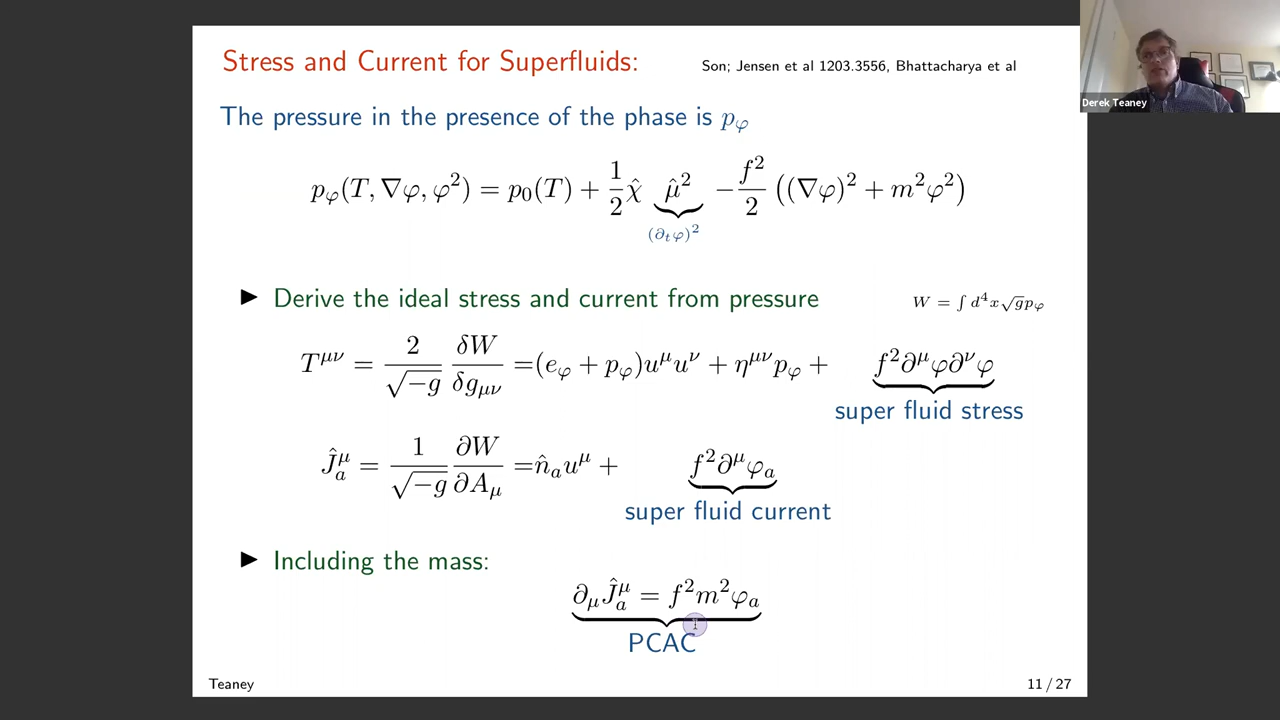 Stress and Current for Superfluids: Son; Jensen et al 1203.3556, Bhattacharya et al
Derek Teaney
The pressure in the presence of the phase is p_φ
p_φ(T, ∇φ, φ²) = p₀(T) + 1/2 χ̂ μ̂² − f²/2 ((∇φ)² + m²φ²)
(∂ₜφ)²
▶ Derive the ideal stress and current from pressure W = ∫ d⁴x√g p_φ
T^{μν} = 2/√−g δW/δg_{μν} =(e_φ + p_φ)u^μ u^ν + η^{μν} p_φ + f²∂^μφ∂^νφ
super fluid stress
Ĵ^μ_a = 1/√−g ∂W/∂A_μ =n̂_a u^μ + f²∂^μφ_a
super fluid current
▶ Including the mass:
∂_μ Ĵ^μ_a = f²m²φ_a
PCAC
Teaney 11 / 27